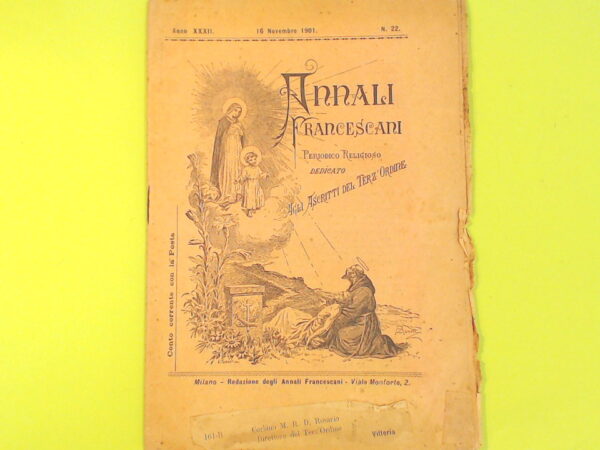 Anno XXXII. 16 Novembre 1901. N. 22.
ANNALI
FRANCESCANI
PERIODICO RELIGIOSO
DEDICATO
AGLI ASCRITTI DEL TERZ'ORDINE
Conto corrente con la Posta
Milano - Redazione degli Annali Francescani - Viale Monforte, 2.
M. R. D. Rosario
161-B Direttore del Terz'Ordine Vittoria